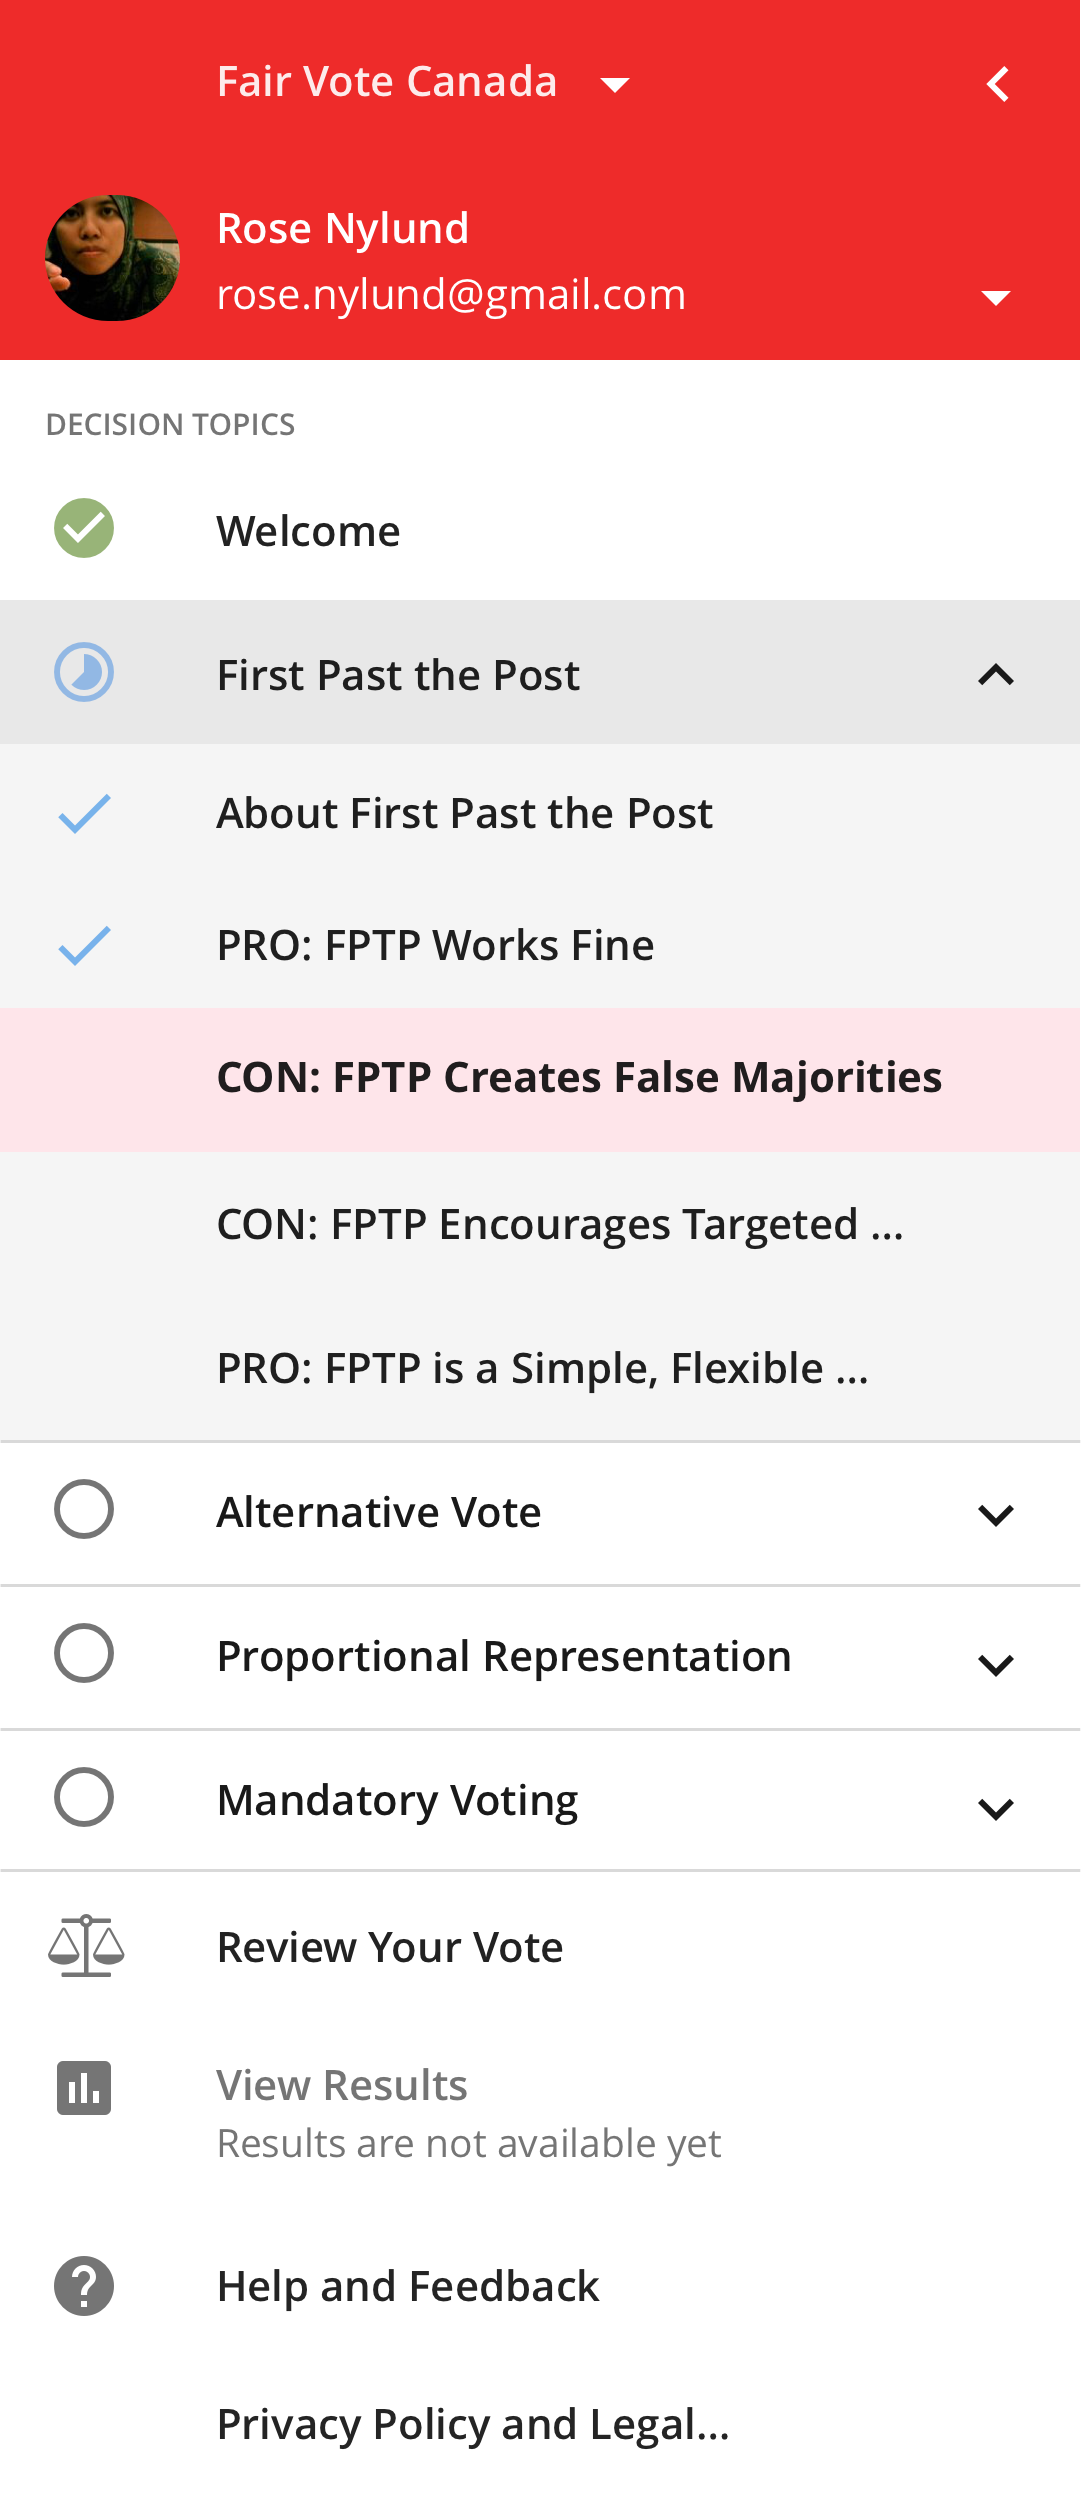 Fair Vote Canada
Rose Nylund
rose.nylund@gmail.com
DECISION TOPICS
Welcome
First Past the Post
About First Past the Post
PRO: FPTP Works Fine
CON: FPTP Creates False Majorities
CON: FPTP Encourages Targeted ...
PRO: FPTP is a Simple, Flexible ...
Alternative Vote
Proportional Representation
Mandatory Voting
Review Your Vote
View Results
Results are not available yet
Help and Feedback
Privacy Policy and Legal...